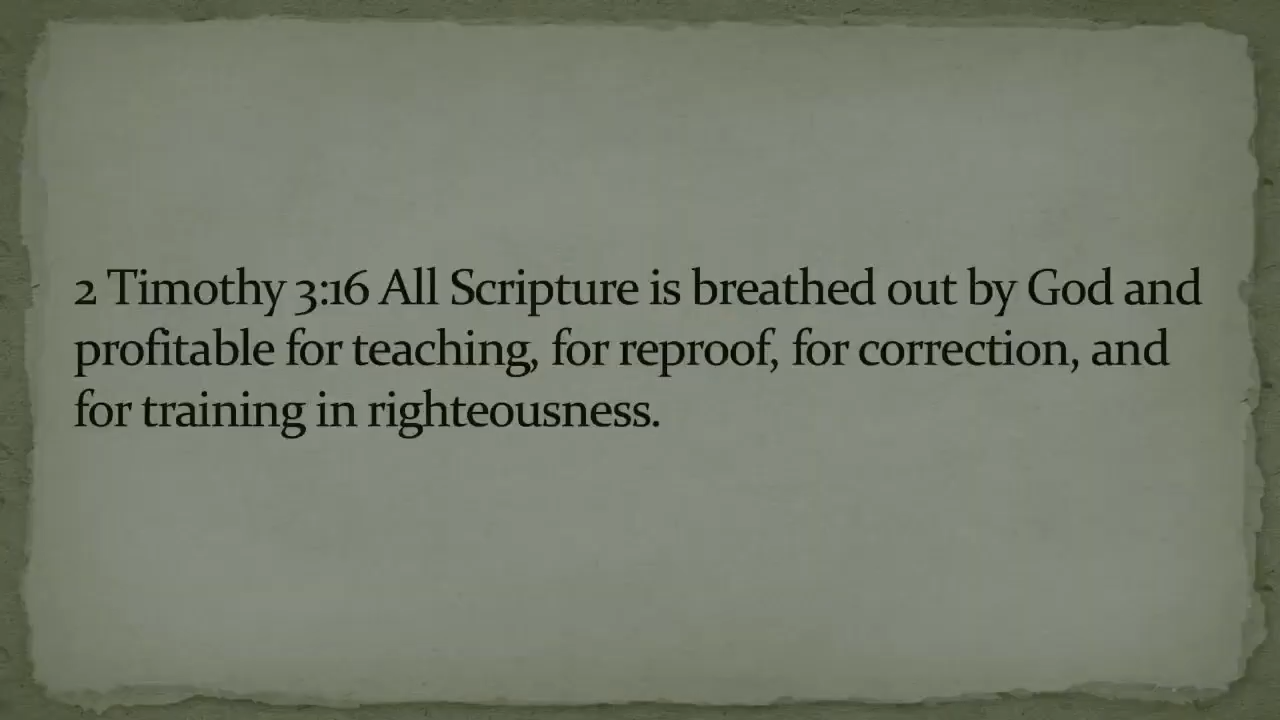 2 Timothy 3:16 All Scripture is breathed out by God and
profitable for teaching, for reproof, for correction, and
for training in righteousness.